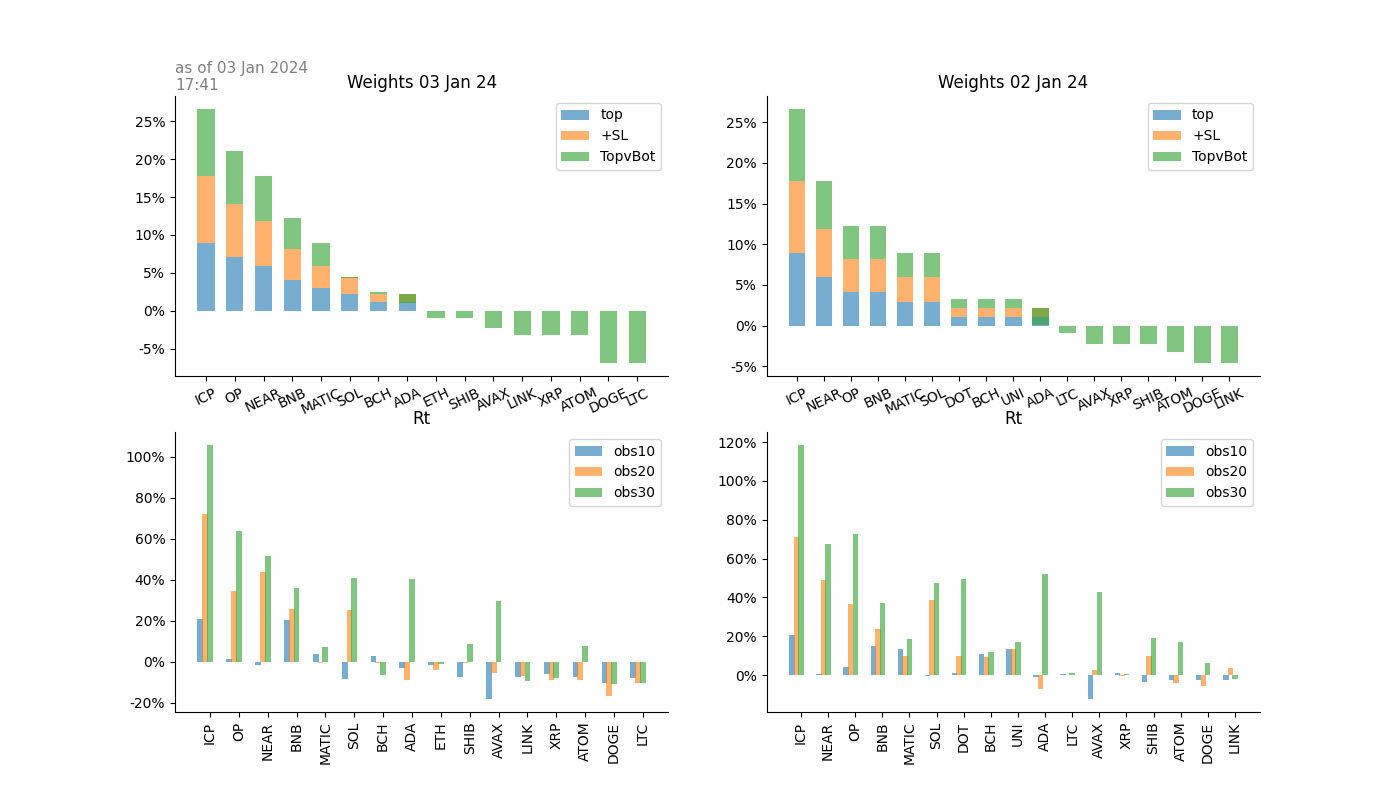 as of 03 Jan 2024
17:41
Weights 03 Jan 24
25%
20%
15%
10%
5%
0%
-5%
top
+SL
TopvBot
ICP OP NEAR BNB MATIC SOL BCH ADA ETH SHIB AVAX LINK XRP ATOM DOGE LTC
Weights 02 Jan 24
25%
20%
15%
10%
5%
0%
-5%
top
+SL
TopvBot
ICP NEAR OP BNB MATIC SOL DOT BCH UNI ADA LTC AVAX XRP SHIB ATOM DOGE LINK
Rt
100%
80%
60%
40%
20%
0%
-20%
obs10
obs20
obs30
ICP OP NEAR BNB MATIC SOL BCH ADA ETH SHIB AVAX LINK XRP ATOM DOGE LTC
Rt
120%
100%
80%
60%
40%
20%
0%
obs10
obs20
obs30
ICP NEAR OP BNB MATIC SOL DOT BCH UNI ADA LTC AVAX XRP SHIB ATOM DOGE LINK